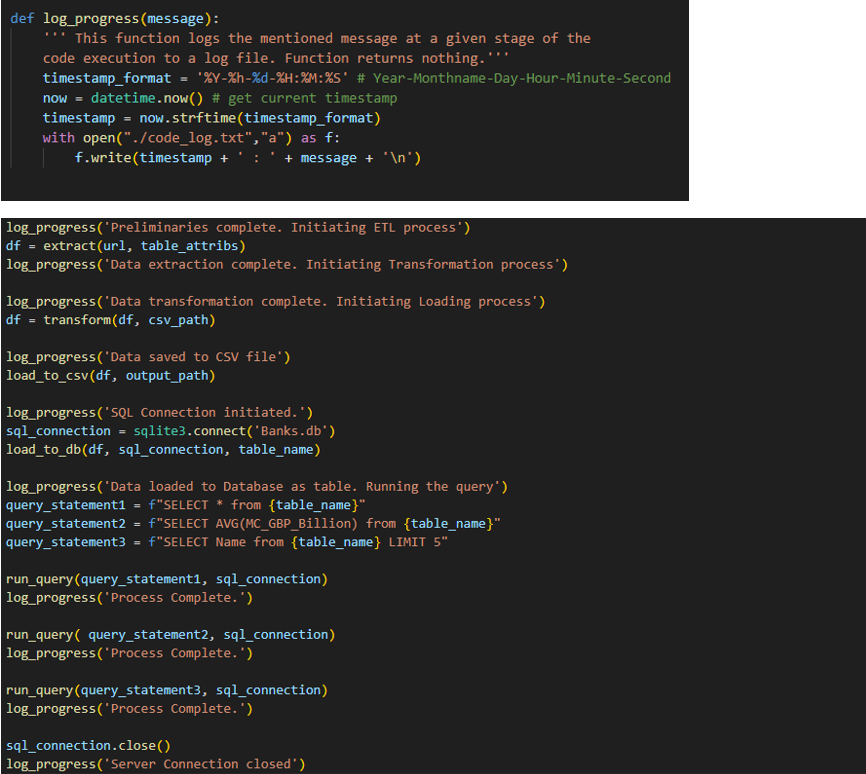 def log_progress(message):
''' This function logs the mentioned message at a given stage of the
code execution to a log file. Function returns nothing.'''
timestamp_format = '%Y-%h-%d-%H:%M:%S' # Year-Monthname-Day-Hour-Minute-Second
now = datetime.now() # get current timestamp
timestamp = now.strftime(timestamp_format)
with open("./code_log.txt","a") as f:
f.write(timestamp + ' : ' + message + '\n')
log_progress('Preliminaries complete. Initiating ETL process')
df = extract(url, table_attribs)
log_progress('Data extraction complete. Initiating Transformation process')
log_progress('Data transformation complete. Initiating Loading process')
df = transform(df, csv_path)
log_progress('Data saved to CSV file')
load_to_csv(df, output_path)
log_progress('SQL Connection initiated.')
sql_connection = sqlite3.connect('Banks.db')
load_to_db(df, sql_connection, table_name)
log_progress('Data loaded to Database as table. Running the query')
query_statement1 = f"SELECT * from {table_name}"
query_statement2 = f"SELECT AVG(MC_GBP_Billion) from {table_name}"
query_statement3 = f"SELECT Name from {table_name} LIMIT 5"
run_query(query_statement1, sql_connection)
log_progress('Process Complete.')
run_query( query_statement2, sql_connection)
log_progress('Process Complete.')
run_query(query_statement3, sql_connection)
log_progress('Process Complete.')
sql_connection.close()
log_progress('Server Connection closed')